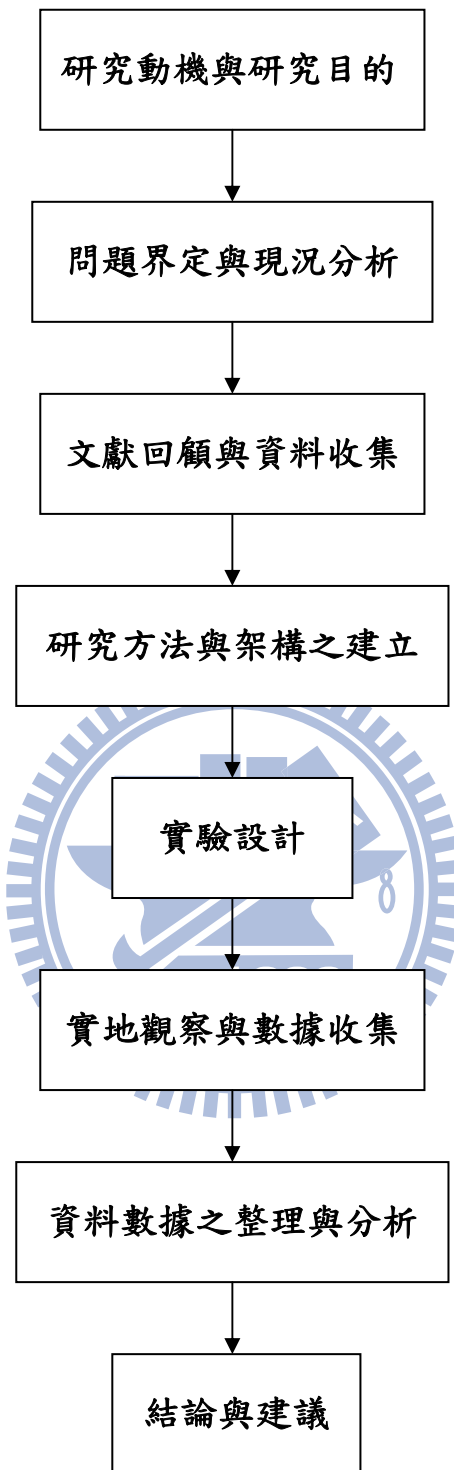 研究動機與研究目的
問題界定與現況分析
文獻回顧與資料收集
研究方法與架構之建立
實驗設計
實地觀察與數據收集
資料數據之整理與分析
結論與建議